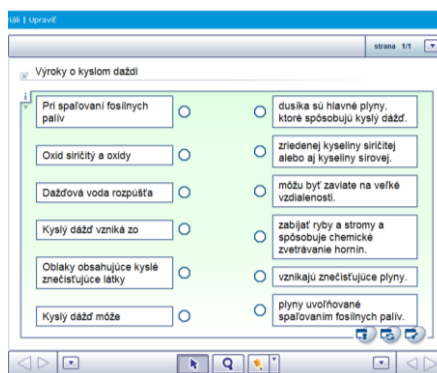 náli | Upraviť
strana 1/1
Výroky o kyslom daždi
Pri spaľovaní fosílnych
palív
Oxid siričitý a oxidy
Dažďová voda rozpúšťa
Kyslý dážď vzniká zo
Oblaky obsahujúce kyslé
znečisťujúce látky
Kyslý dážď môže
dusíka sú hlavné plyny,
ktoré spôsobujú kyslý dážď.
zriedenej kyseliny siričitej
alebo aj kyseliny sírovej.
môžu byť zaviate na veľké
vzdialenosti.
zabíjať ryby a stromy a
spôsobuje chemické
zvetrávanie hornín.
vznikajú znečisťujúce plyny.
plyny uvoľňované
spaľovaním fosílnych palív.